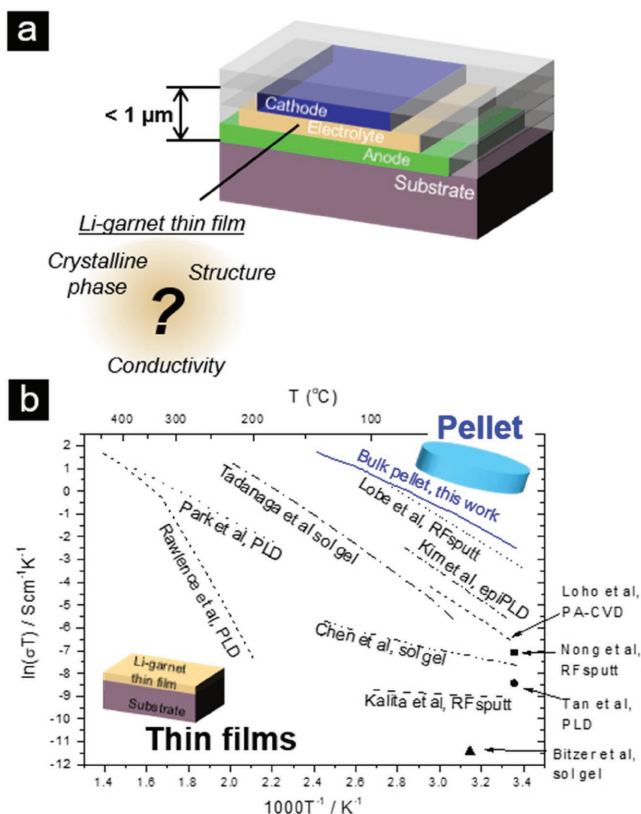 a
Cathode
< 1 µm
Electrolyte
Anode
Substrate
Li-garnet thin film
Crystalline
phase
Structure
?
Conductivity
b
T (°C)
400 300 200 100
Pellet
2
1
0
-1
-2
-3
-4
-5
-6
-7
-8
-9
-10
-11
-12
ln(σT) / Scm⁻¹K⁻¹
Bulk pellet, this work
Lobe et al, RFsputt
Tadanaga et al sol gel
Park et al, PLD
Kim et al, epiPLD
Rawlence et al, PLD
Loho et al,
PA-CVD
Chen et al, sol gel
Nong et al,
RFsputt
Kalita et al, RFsputt
Tan et al,
PLD
Bitzer et al,
sol gel
Li-garnet
thin film
Substrate
Thin films
1.4 1.6 1.8 2.0 2.2 2.4 2.6 2.8 3.0 3.2 3.4
1000T⁻¹ / K⁻¹